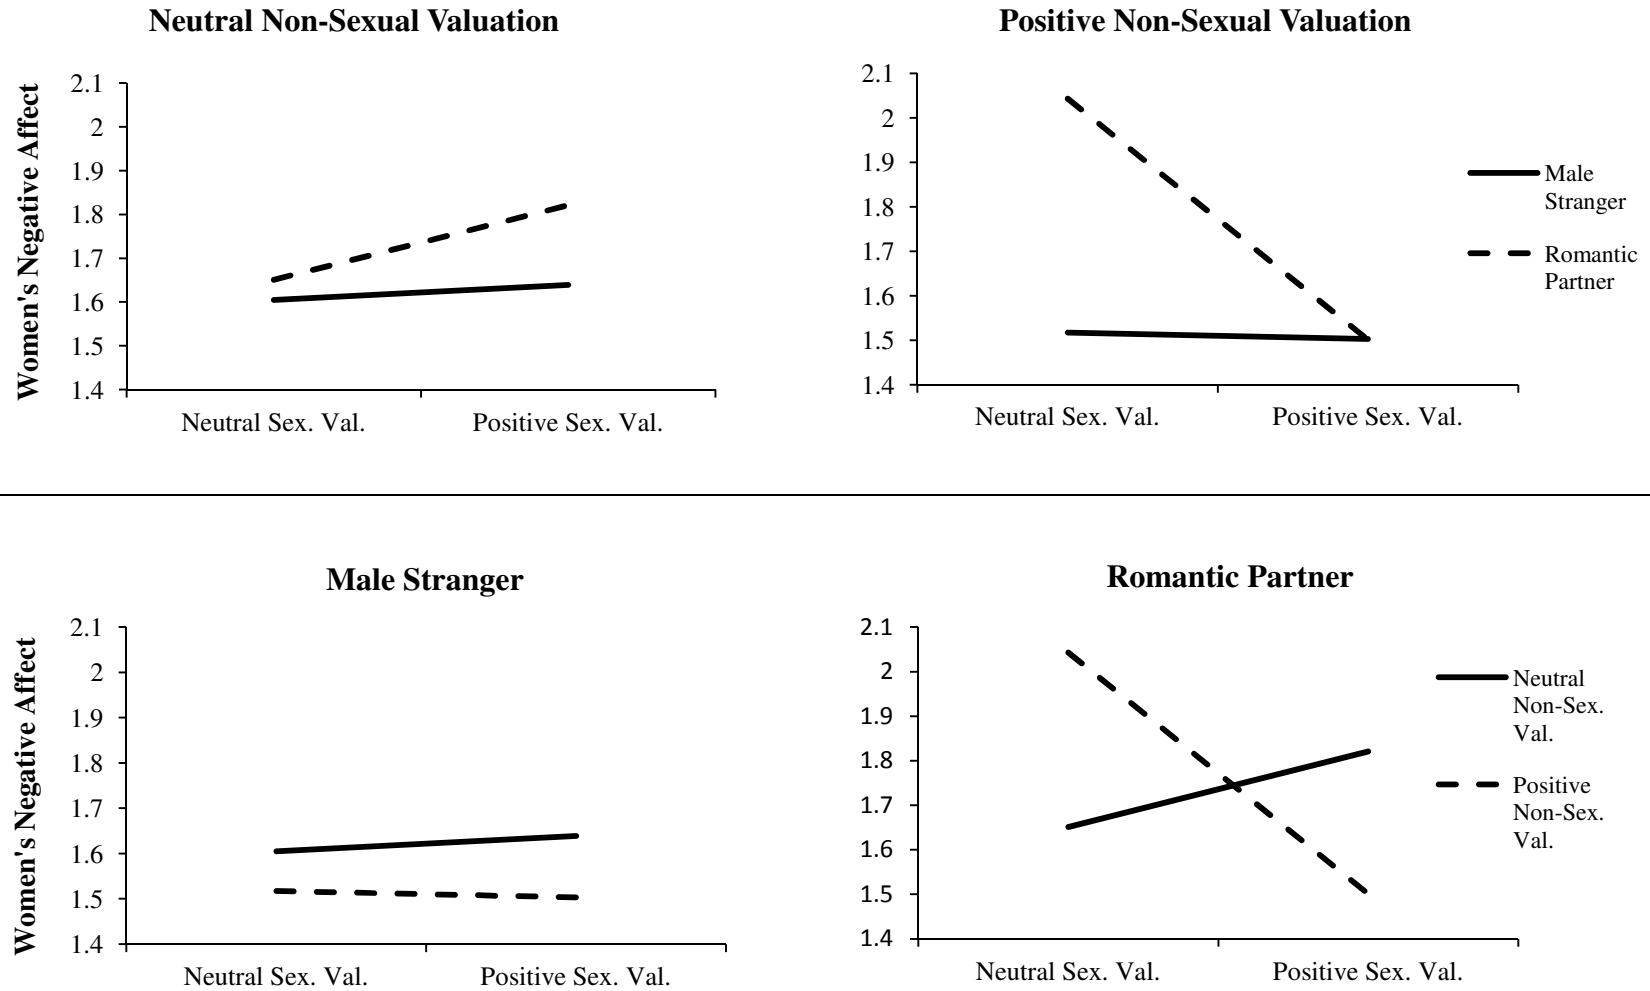 Neutral Non-Sexual Valuation
Women's Negative Affect
2.1
2
1.9
1.8
1.7
1.6
1.5
1.4
Neutral Sex. Val.
Positive Sex. Val.
Positive Non-Sexual Valuation
2.1
2
1.9
1.8
1.7
1.6
1.5
1.4
Neutral Sex. Val.
Positive Sex. Val.
Male
Stranger
Romantic
Partner
Male Stranger
Women's Negative Affect
2.1
2
1.9
1.8
1.7
1.6
1.5
1.4
Neutral Sex. Val.
Positive Sex. Val.
Romantic Partner
2.1
2
1.9
1.8
1.7
1.6
1.5
1.4
Neutral Sex. Val.
Positive Sex. Val.
Neutral
Non-Sex.
Val.
Positive
Non-Sex.
Val.